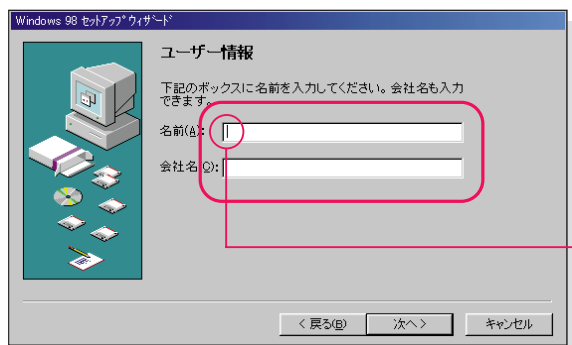 Windows 98 ｾｯﾄｱｯﾌﾟ ｳｨｻﾞｰﾄﾞ
ユーザー情報
下記のボックスに名前を入力してください。会社名も入力
できます。
名前(A):
会社名(C):
< 戻る(B)
次へ >
キャンセル